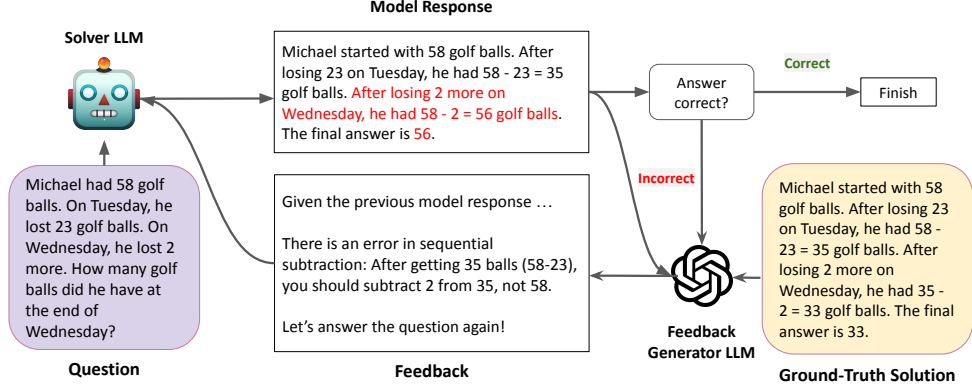 Model Response
Solver LLM
Michael started with 58 golf balls. After
losing 23 on Tuesday, he had 58 - 23 = 35
golf balls. After losing 2 more on
Wednesday, he had 58 - 2 = 56 golf balls.
The final answer is 56.
Answer
correct?
Correct
Finish
Incorrect
Michael had 58 golf
balls. On Tuesday, he
lost 23 golf balls. On
Wednesday, he lost 2
more. How many golf
balls did he have at
the end of
Wednesday?
Question
Given the previous model response …
There is an error in sequential
subtraction: After getting 35 balls (58-23),
you should subtract 2 from 35, not 58.
Let’s answer the question again!
Feedback
Feedback
Generator LLM
Michael started with 58
golf balls. After losing 23
on Tuesday, he had 58 -
23 = 35 golf balls. After
losing 2 more on
Wednesday, he had 35 -
2 = 33 golf balls. The final
answer is 33.
Ground-Truth Solution